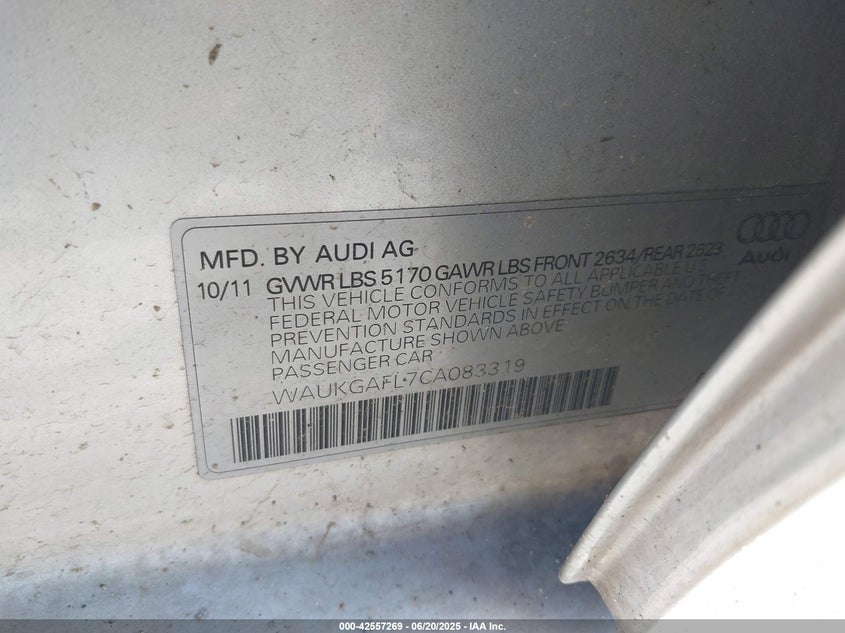 MFD. BY AUDI AG
10/11 GVWR LBS 5170 GAWR LBS FRONT 2634/REAR 2623
THIS VEHICLE CONFORMS TO ALL APPLICABLE U.S.
FEDERAL MOTOR VEHICLE SAFETY BUMPER AND THEFT
PREVENTION STANDARDS IN EFFECT ON THE DATE OF
MANUFACTURE SHOWN ABOVE
PASSENGER CAR
WAUKGAFL7CA083319
Audi
000-42557269 - 06/20/2025 - IAA Inc.